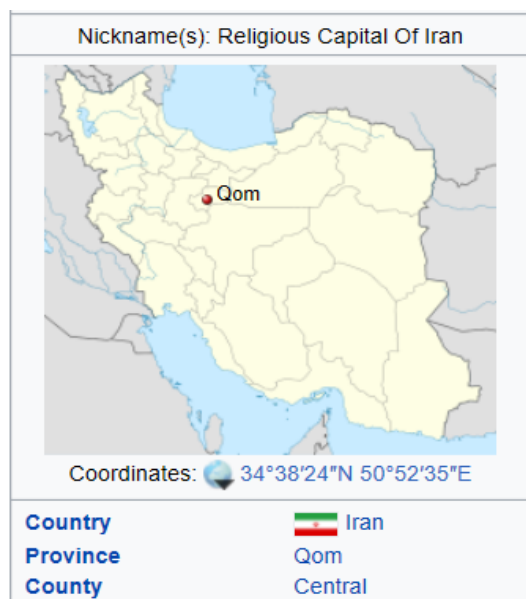 Nickname(s): Religious Capital Of Iran
Qom
Coordinates: 34°38′24″N 50°52′35″E
Country Iran
Province Qom
County Central